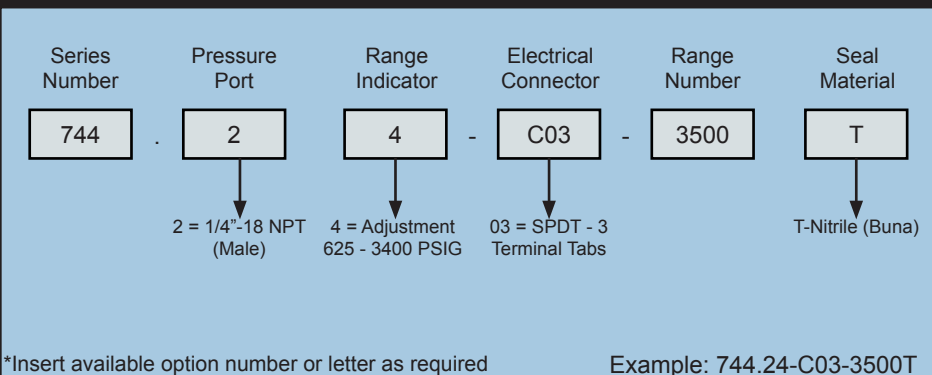 Series
Number
Pressure
Port
Range
Indicator
Electrical
Connector
Range
Number
Seal
Material
744 . 2 4 - C03 - 3500 T
2 = 1/4”-18 NPT
(Male)
4 = Adjustment
625 - 3400 PSIG
03 = SPDT - 3
Terminal Tabs
T-Nitrile (Buna)
*Insert available option number or letter as required
Example: 744.24-C03-3500T